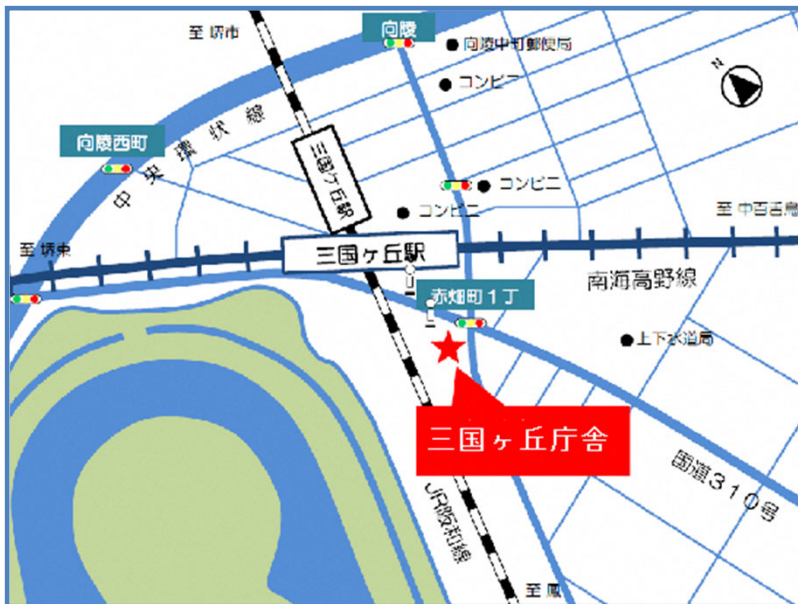 至 堺市
向陵
向陵中町郵便局
コンビニ
向陵西町
中央環状線
三国ヶ丘駅
N
コンビニ
コンビニ
至 中百舌鳥
至 堺東
三国ヶ丘駅
南海高野線
赤畑町1丁
上下水道局
三国ヶ丘庁舎
国道310号
JR阪和線
至 鳳